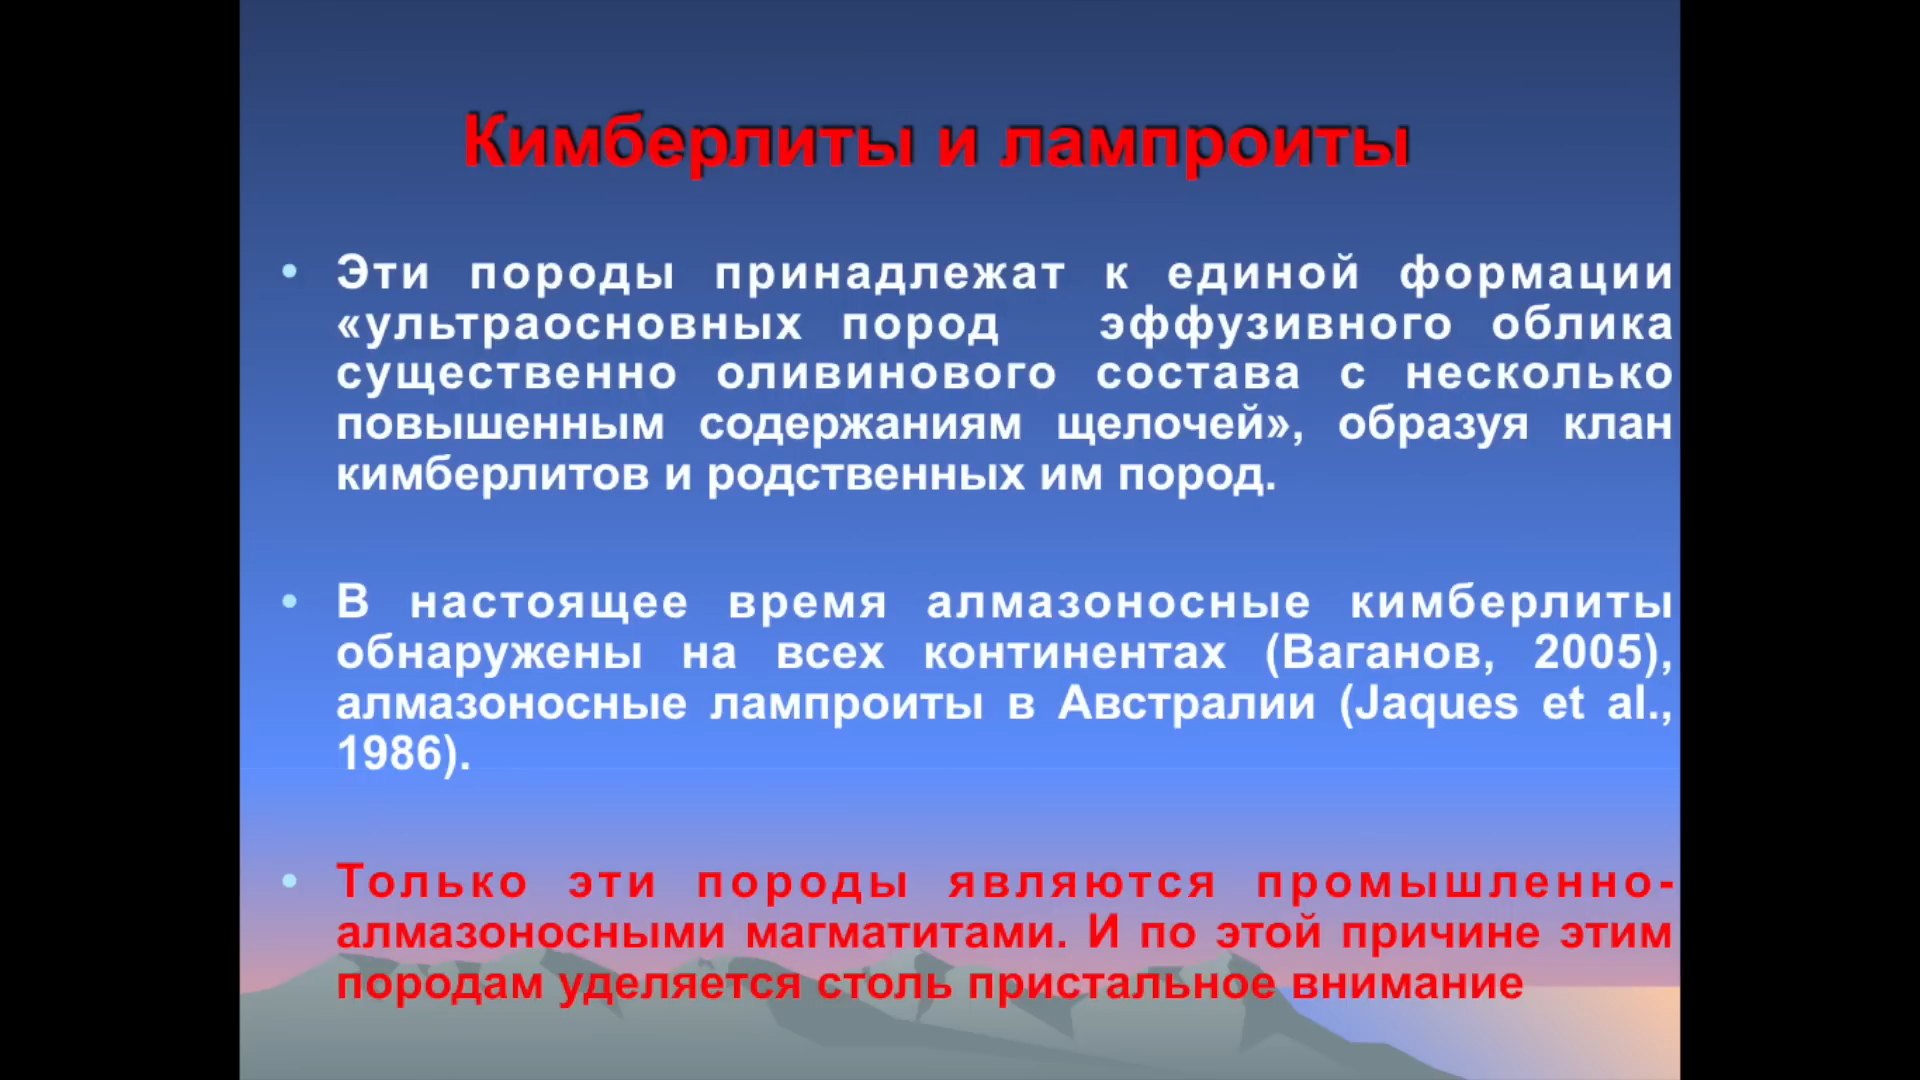 Кимберлиты и лампроиты
• Эти породы принадлежат к единой формации
«ультраосновных пород эффузивного облика
существенно оливинового состава с несколько
повышенным содержаниям щелочей», образуя клан
кимберлитов и родственных им пород.
• В настоящее время алмазоносные кимберлиты
обнаружены на всех континентах (Ваганов, 2005),
алмазоносные лампроиты в Австралии (Jaques et al.,
1986).
• Только эти породы являются промышленно-
алмазоносными магматитами. И по этой причине этим
породам уделяется столь пристальное внимание